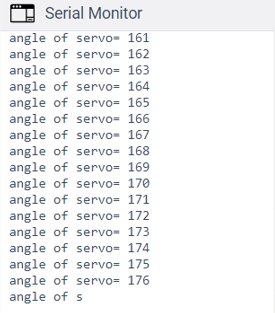 Serial Monitor
angle of servo= 161
angle of servo= 162
angle of servo= 163
angle of servo= 164
angle of servo= 165
angle of servo= 166
angle of servo= 167
angle of servo= 168
angle of servo= 169
angle of servo= 170
angle of servo= 171
angle of servo= 172
angle of servo= 173
angle of servo= 174
angle of servo= 175
angle of servo= 176
angle of s